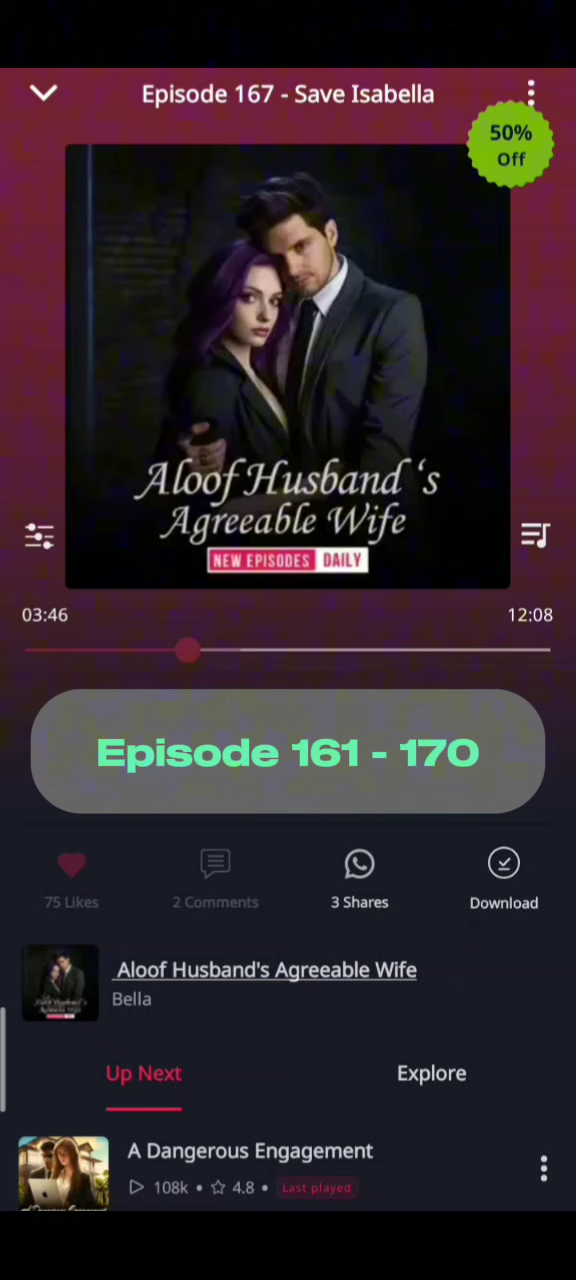 Episode 167 - Save Isabella
50%
Off
Aloof Husband 's
Agreeable Wife
NEW EPISODES DAILY
03:46
12:08
Episode 161 - 170
75 Likes
2 Comments
3 Shares
Download
Aloof Husband's Agreeable Wife
Bella
Up Next
Explore
A Dangerous Engagement
108k • 4.8 • Last played